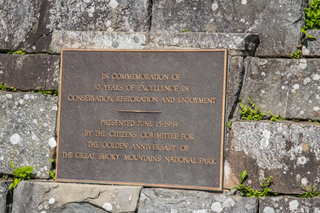 IN COMMEMORATION OF
50 YEARS OF EXCELLENCE IN
CONSERVATION, RESTORATION AND ENJOYMENT
PRESENTED JUNE 15 1984
BY THE CITIZENS COMMITTEE FOR
THE GOLDEN ANNIVERSARY OF
THE GREAT SMOKY MOUNTAINS NATIONAL PARK